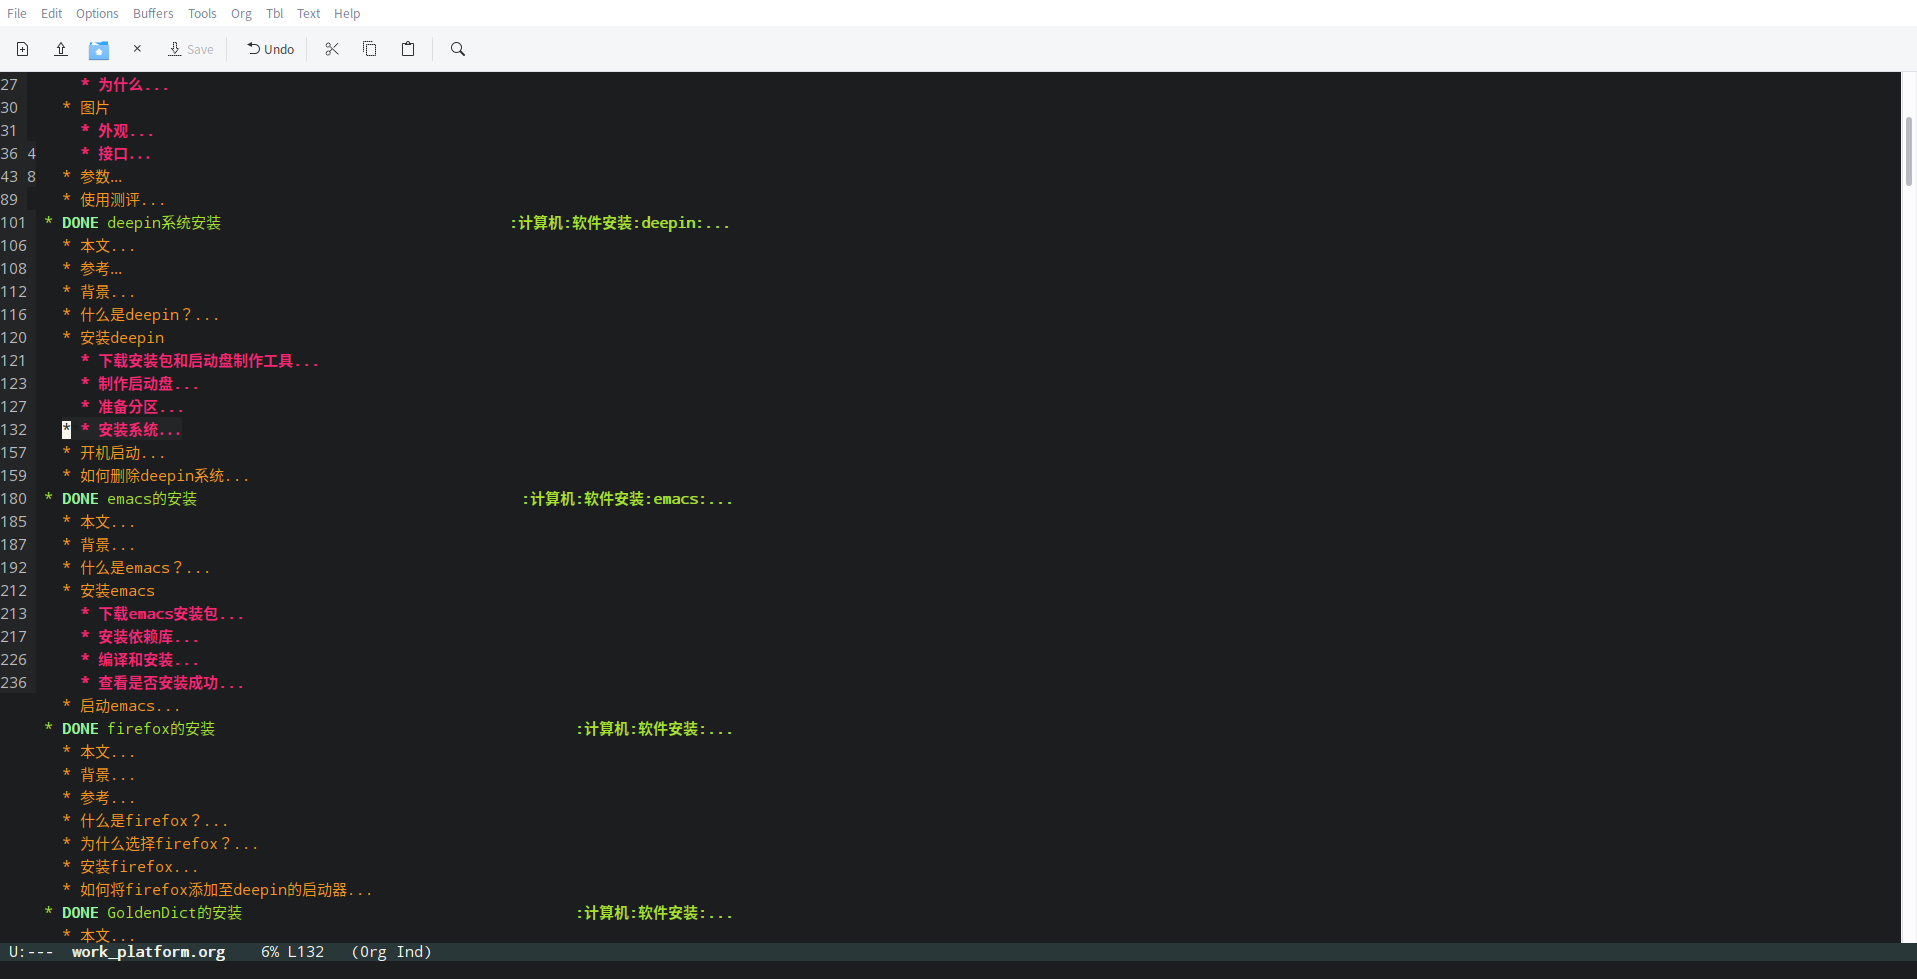 File Edit Options Buffers Tools Org Tbl Text Help
Save Undo
27 * 为什么...
30 * 图片
31 * 外观...
36 4 * 接口...
43 8 * 参数...
89 * 使用测评...
101 * DONE deepin系统安装 :计算机:软件安装:deepin:...
106 * 本文...
108 * 参考...
112 * 背景...
116 * 什么是deepin？...
120 * 安装deepin
121 * 下载安装包和启动盘制作工具...
123 * 制作启动盘...
127 * 准备分区...
132 * * 安装系统...
157 * 开机启动...
159 * 如何删除deepin系统...
180 * DONE emacs的安装 :计算机:软件安装:emacs:...
185 * 本文...
187 * 背景...
192 * 什么是emacs？...
212 * 安装emacs
213 * 下载emacs安装包...
217 * 安装依赖库...
226 * 编译和安装...
236 * 查看是否安装成功...
* 启动emacs...
* DONE firefox的安装 :计算机:软件安装:...
* 本文...
* 背景...
* 参考...
* 什么是firefox？...
* 为什么选择firefox？...
* 安装firefox...
* 如何将firefox添加至deepin的启动器...
* DONE GoldenDict的安装 :计算机:软件安装:...
* 本文...
U:--- work_platform.org 6% L132 (Org Ind)